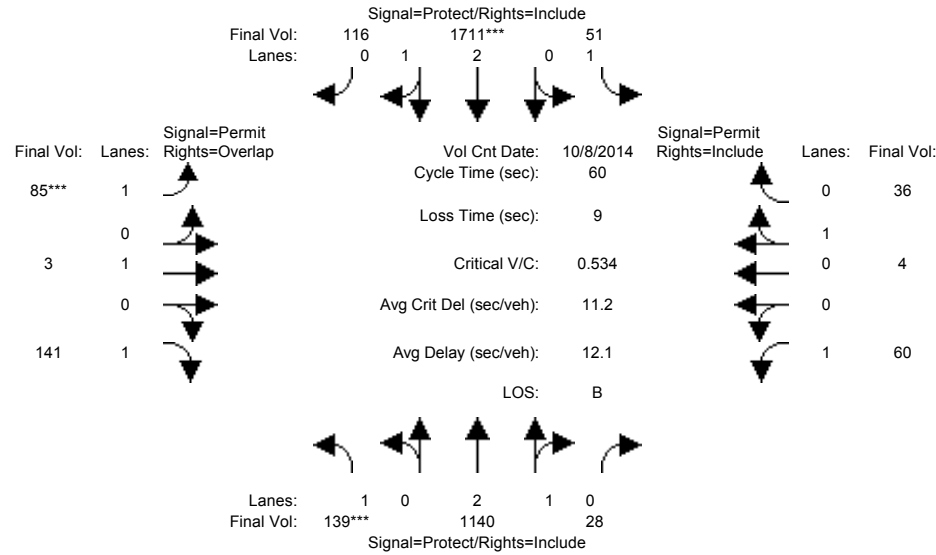 Signal=Protect/Rights=Include
Final Vol: 116 1711*** 51
Lanes: 0 1 2 0 1
Signal=Permit Signal=Permit
Final Vol: Lanes: Rights=Overlap Vol Cnt Date: 10/8/2014 Rights=Include Lanes: Final Vol:
Cycle Time (sec): 60
85*** 1 0 36
Loss Time (sec): 9
0 1
3 1 Critical V/C: 0.534 0 4
0 Avg Crit Del (sec/veh): 11.2 0
141 1 Avg Delay (sec/veh): 12.1 1 60
LOS: B
Lanes: 1 0 2 1 0
Final Vol: 139*** 1140 28
Signal=Protect/Rights=Include